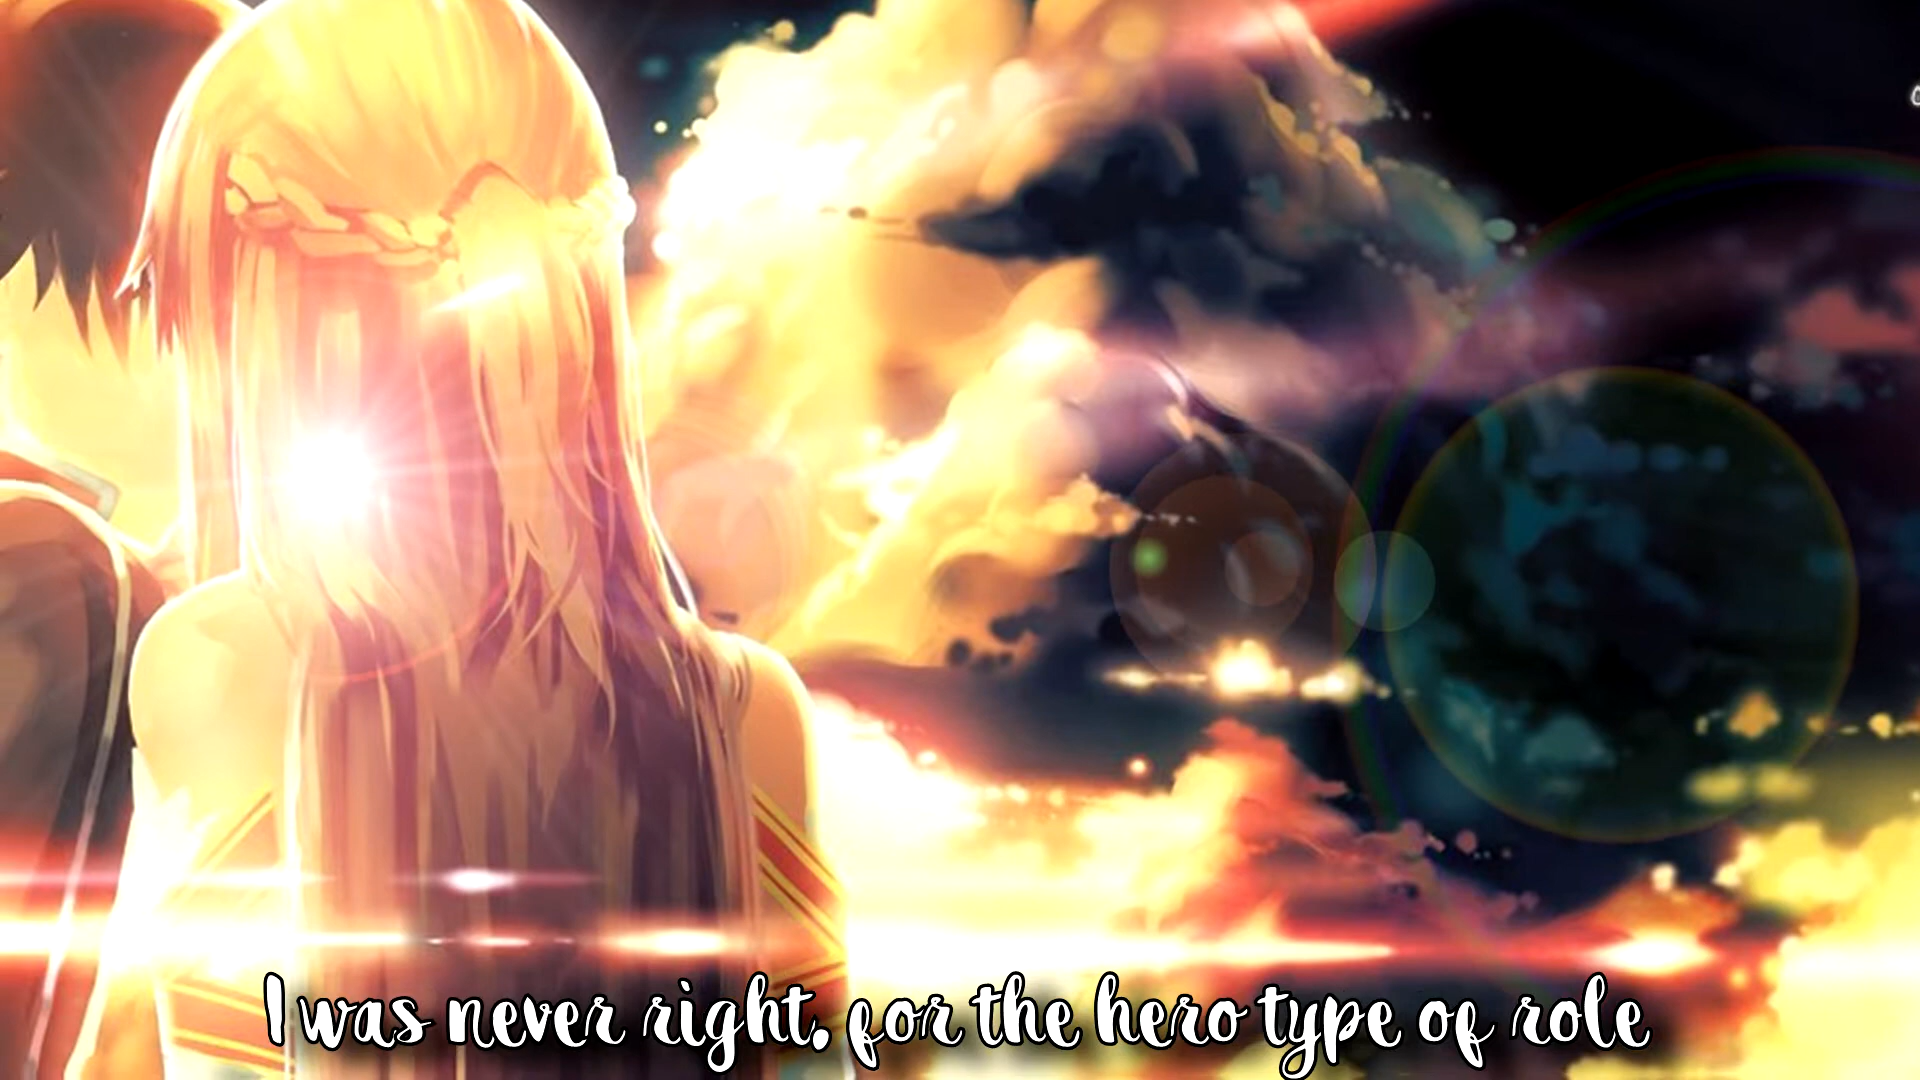 I was never right, for the hero type of role